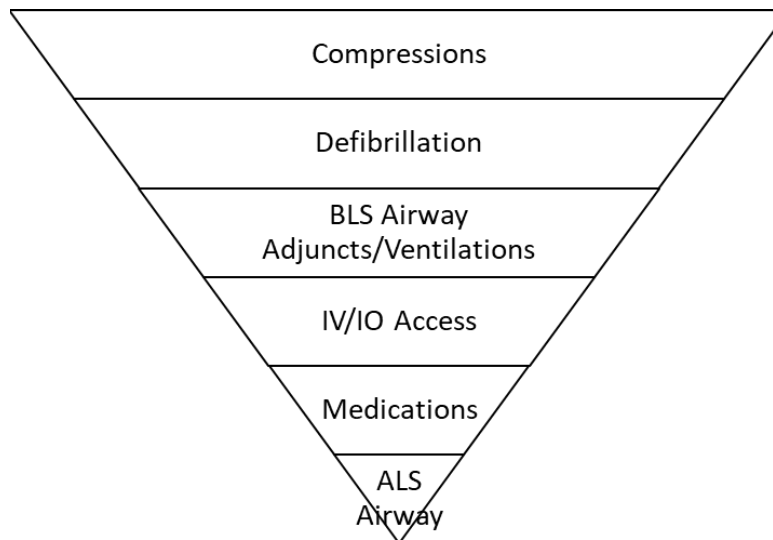 Compressions
Defibrillation
BLS Airway
Adjuncts/Ventilations
IV/IO Access
Medications
ALS
Airway